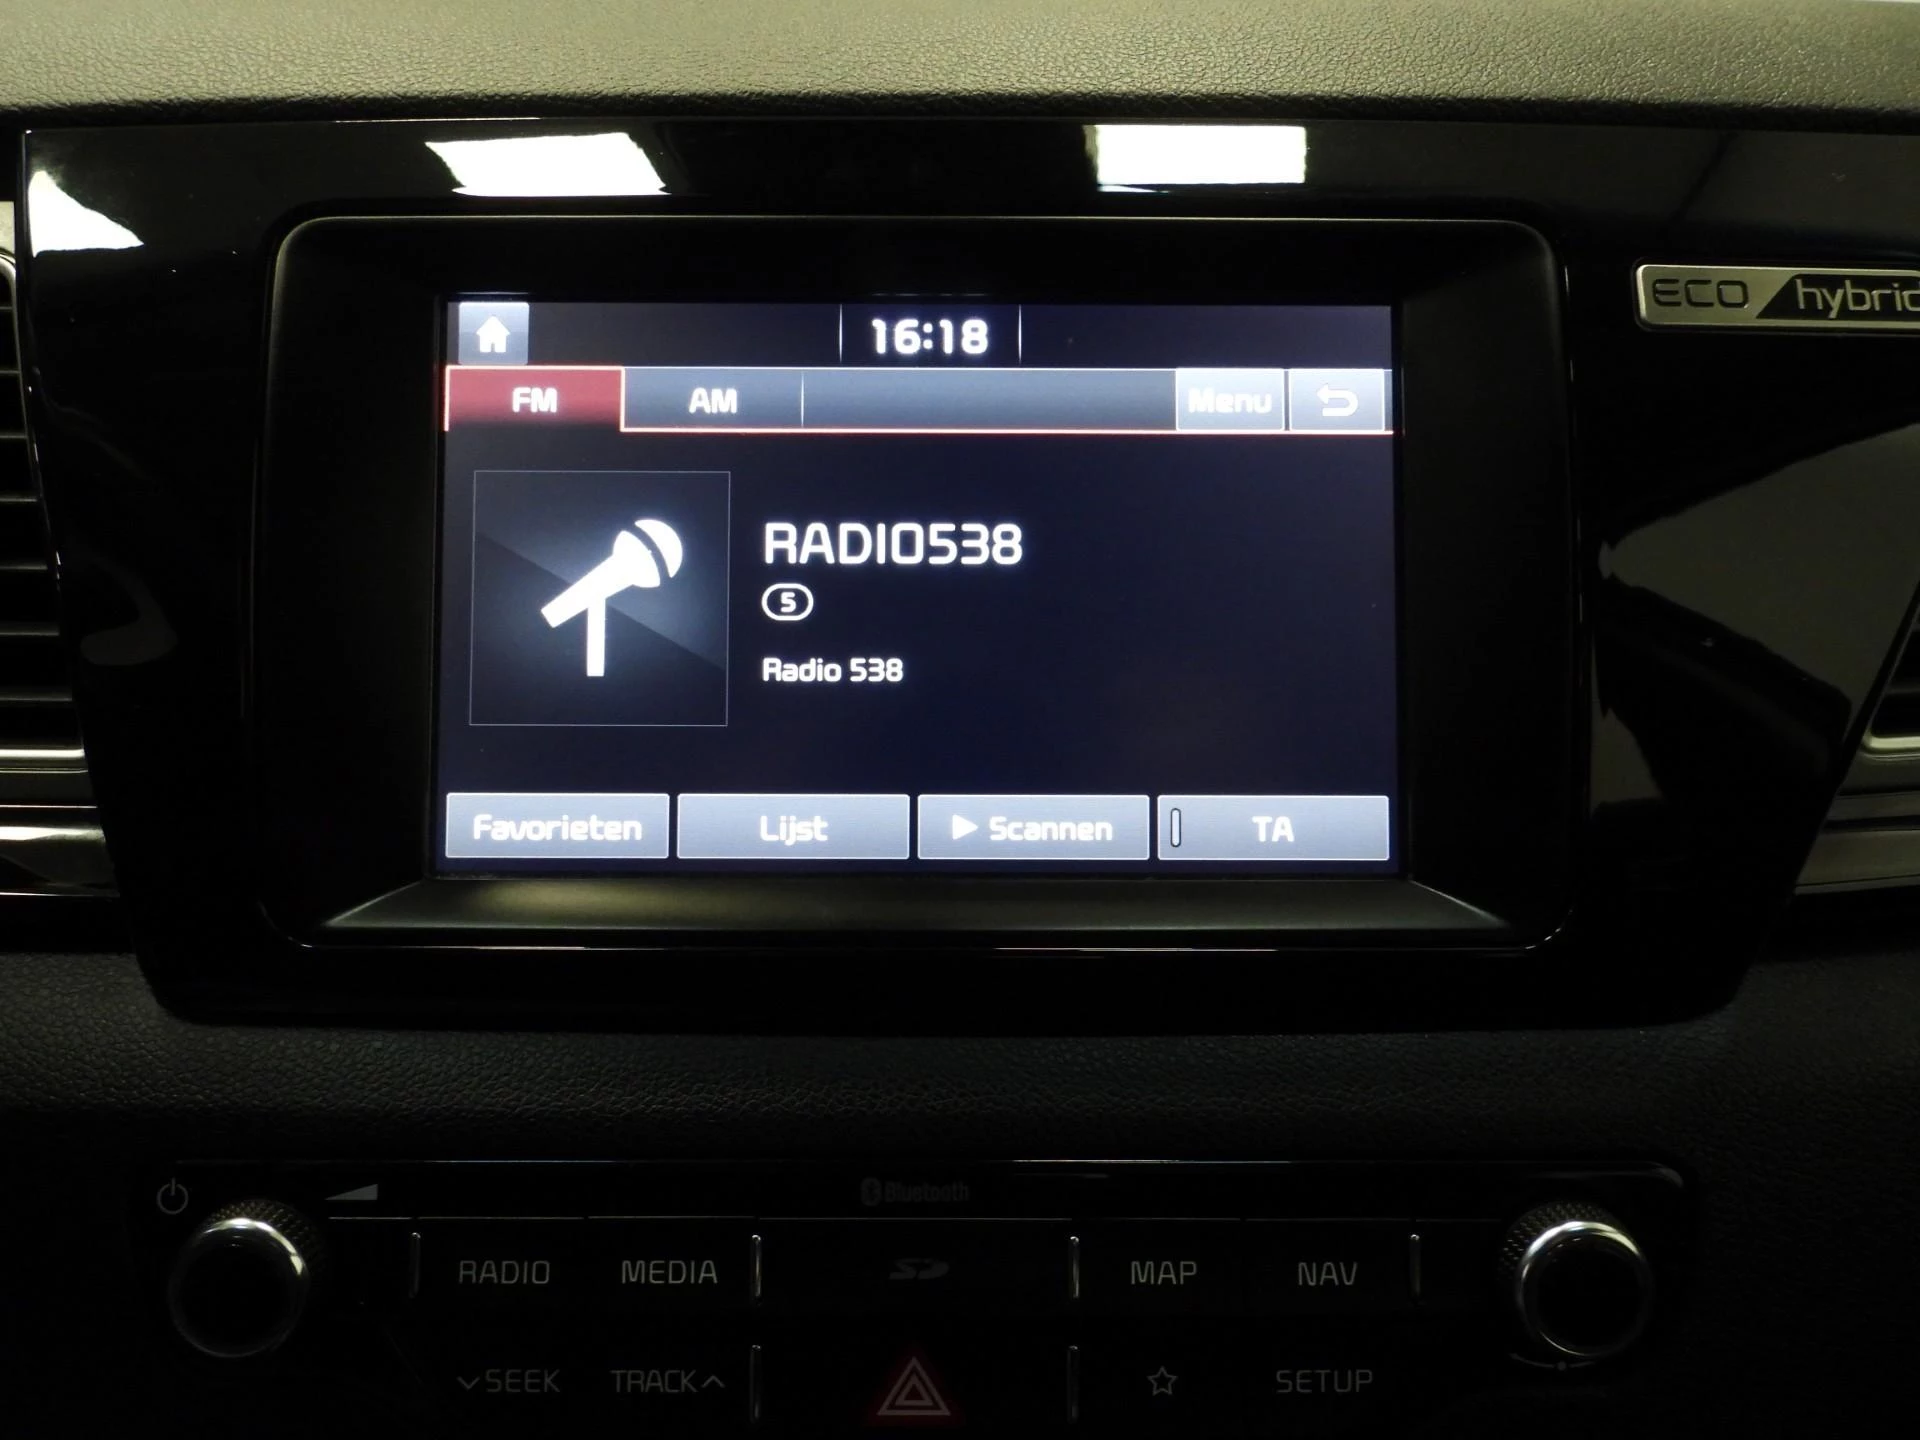 16:18
ECO hybrid
FM AM Menu
RADIO538
5
Radio 538
Favorieten Lijst Scannen TA
Bluetooth
RADIO MEDIA SD MAP NAV
SEEK TRACK SETUP